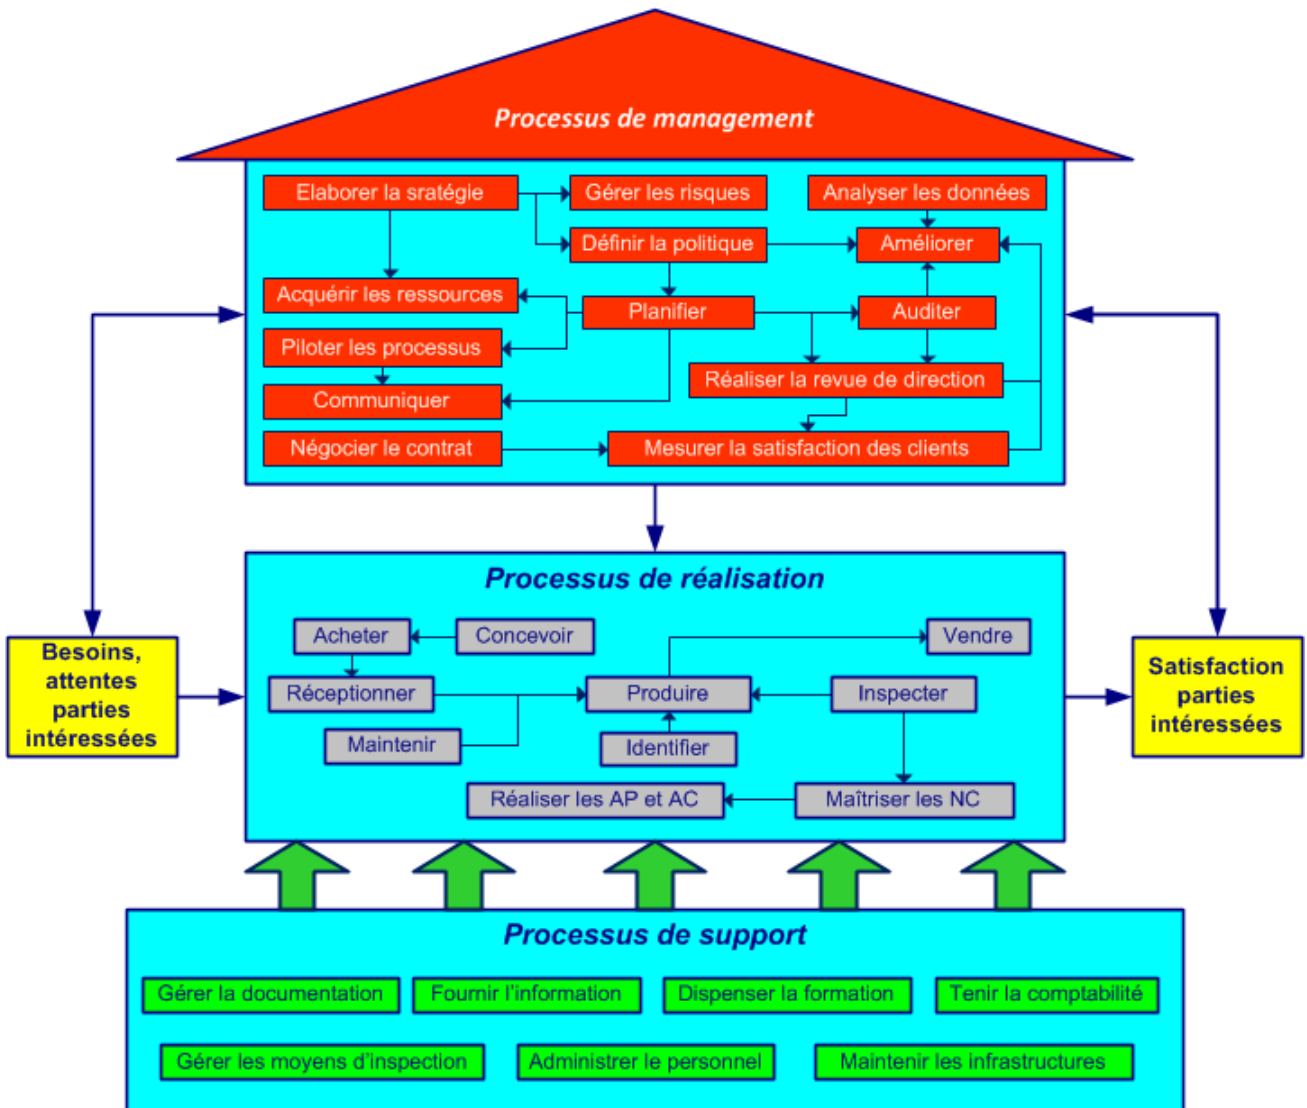 Processus de management
Elaborer la sratégie
Gérer les risques
Analyser les données
Définir la politique
Améliorer
Acquérir les ressources
Planifier
Auditer
Piloter les processus
Réaliser la revue de direction
Communiquer
Négocier le contrat
Mesurer la satisfaction des clients
Processus de réalisation
Acheter
Concevoir
Vendre
Réceptionner
Produire
Inspecter
Maintenir
Identifier
Réaliser les AP et AC
Maîtriser les NC
Besoins,
attentes
parties
intéressées
Satisfaction
parties
intéressées
Processus de support
Gérer la documentation
Fournir l'information
Dispenser la formation
Tenir la comptabilité
Gérer les moyens d'inspection
Administrer le personnel
Maintenir les infrastructures